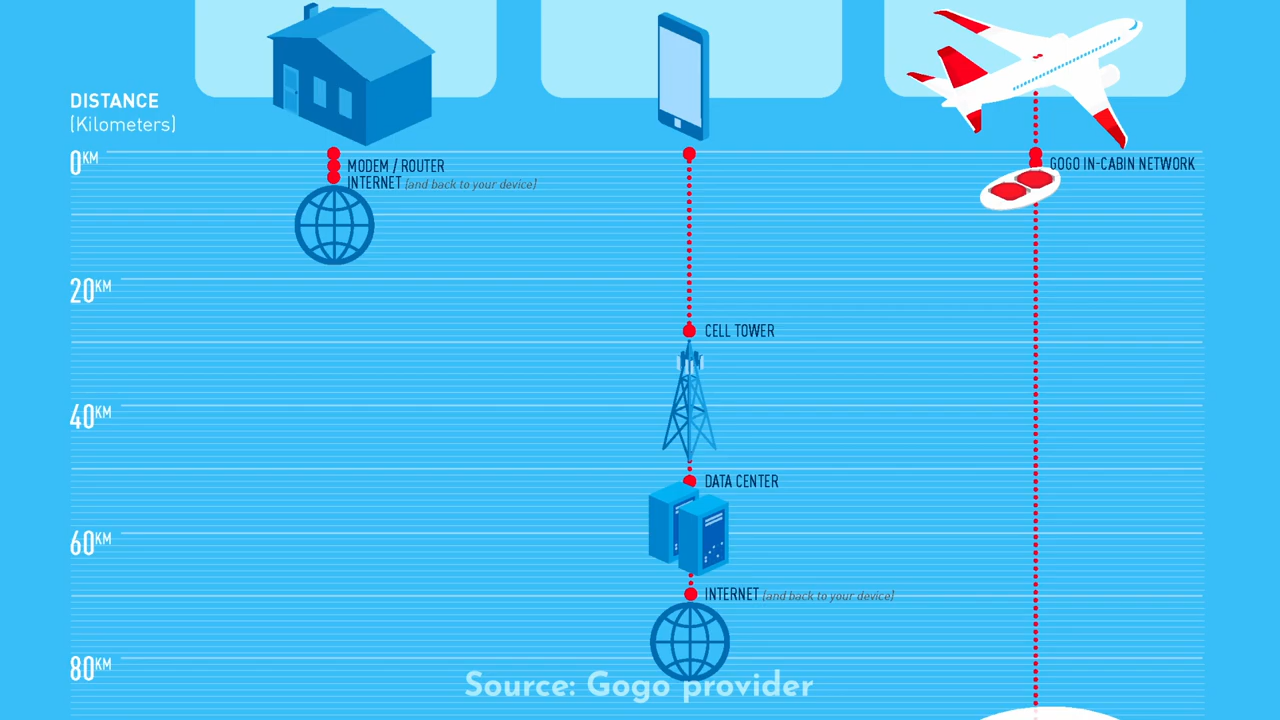 DISTANCE
[Kilometers]
0KM
MODEM / ROUTER
GOGO IN-CABIN NETWORK
INTERNET [and back to your device]
20KM
CELL TOWER
40KM
DATA CENTER
60KM
INTERNET [and back to your device]
80KM
Source: Gogo provider